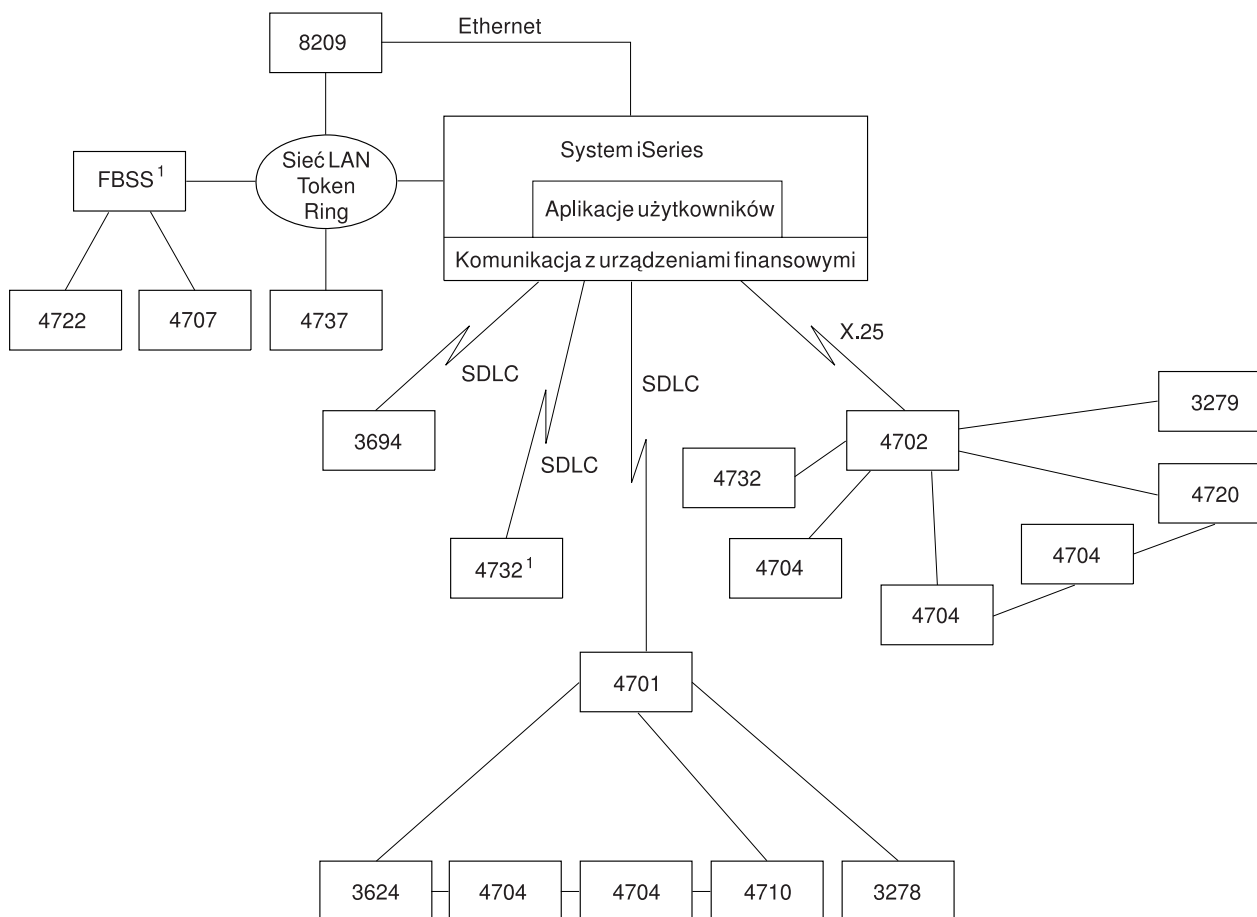 Ethernet
8209
System iSeries
Sieć LAN
Token
Ring
FBSS1
Aplikacje użytkowników
Komunikacja z urządzeniami finansowymi
4722
4707
4737
X.25
SDLC
SDLC
3279
3694
4702
SDLC
4732
4720
47321
4704
4704
4704
4701
3624
4704
4704
4710
3278